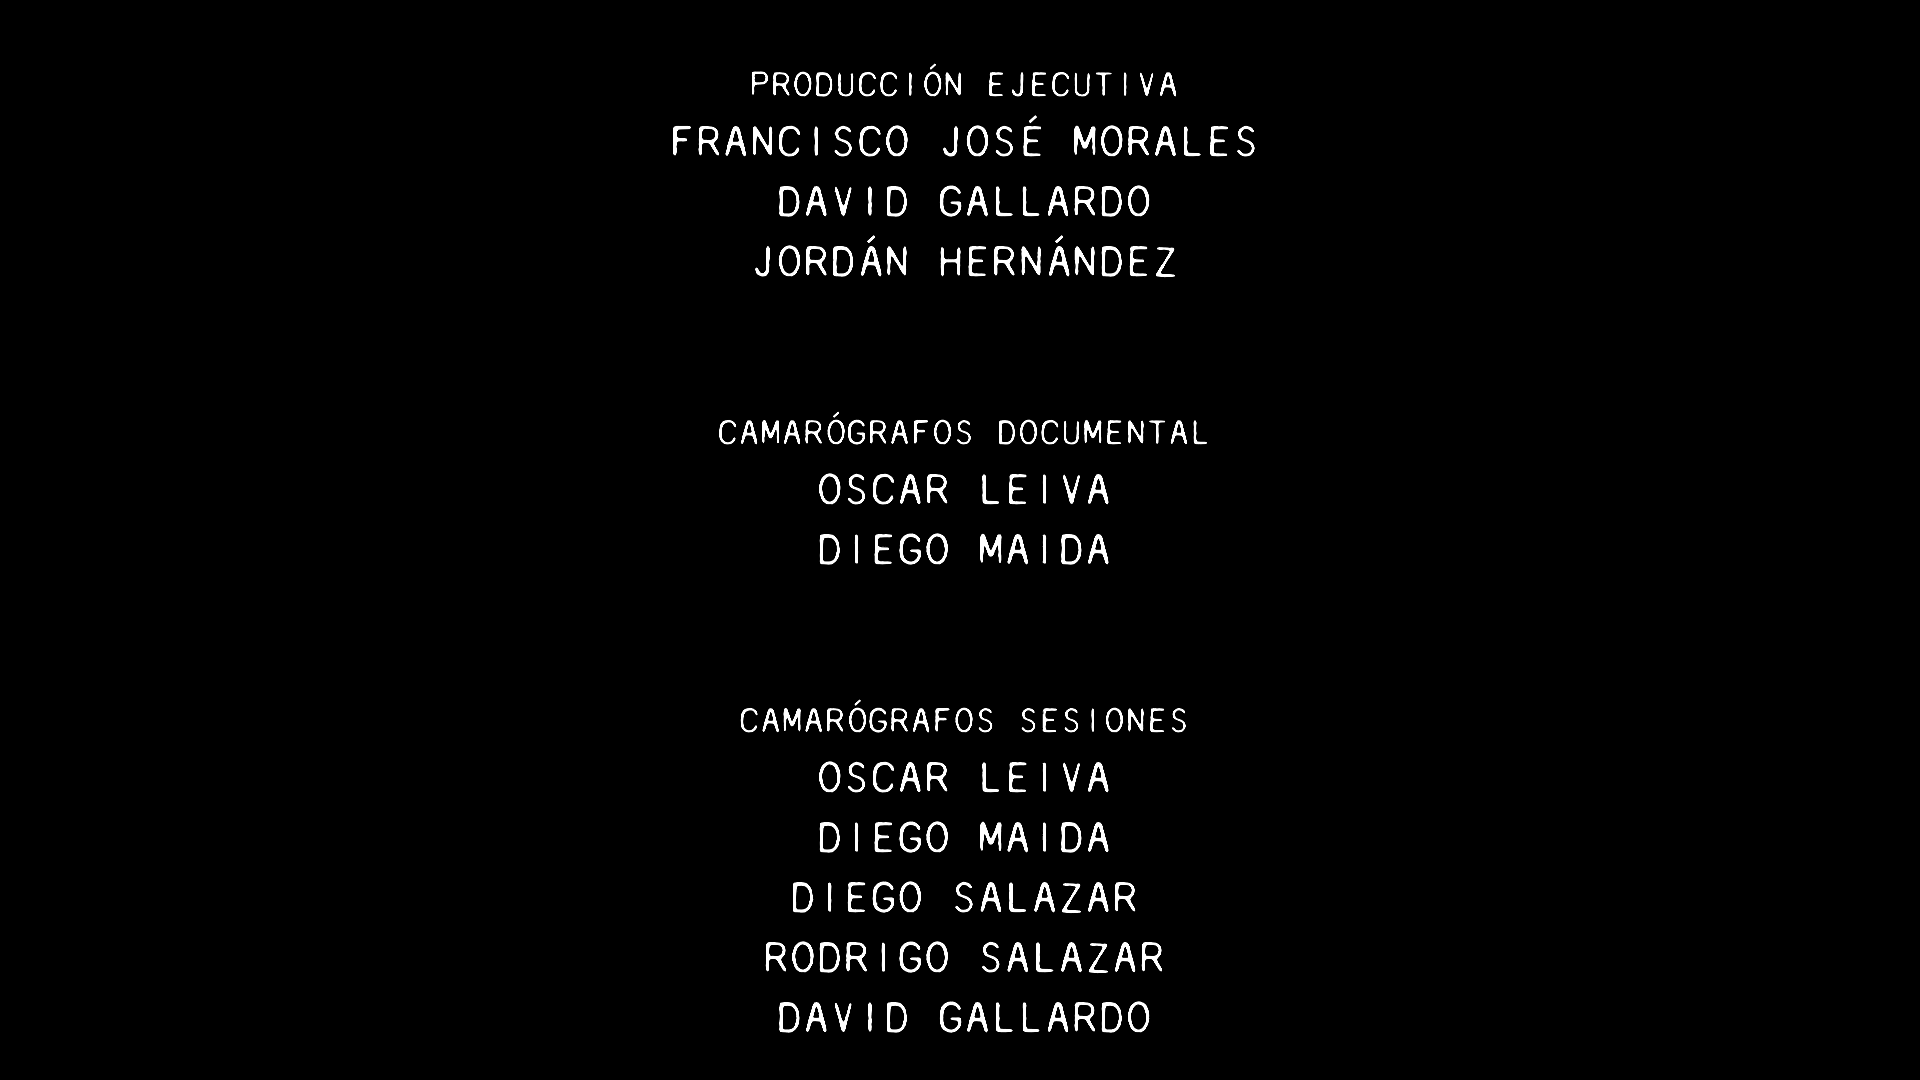 PRODUCCIÓN EJECUTIVA
FRANCISCO JOSÉ MORALES
DAVID GALLARDO
JORDÁN HERNÁNDEZ
CAMARÓGRAFOS DOCUMENTAL
OSCAR LEIVA
DIEGO MAIDA
CAMARÓGRAFOS SESIONES
OSCAR LEIVA
DIEGO MAIDA
DIEGO SALAZAR
RODRIGO SALAZAR
DAVID GALLARDO